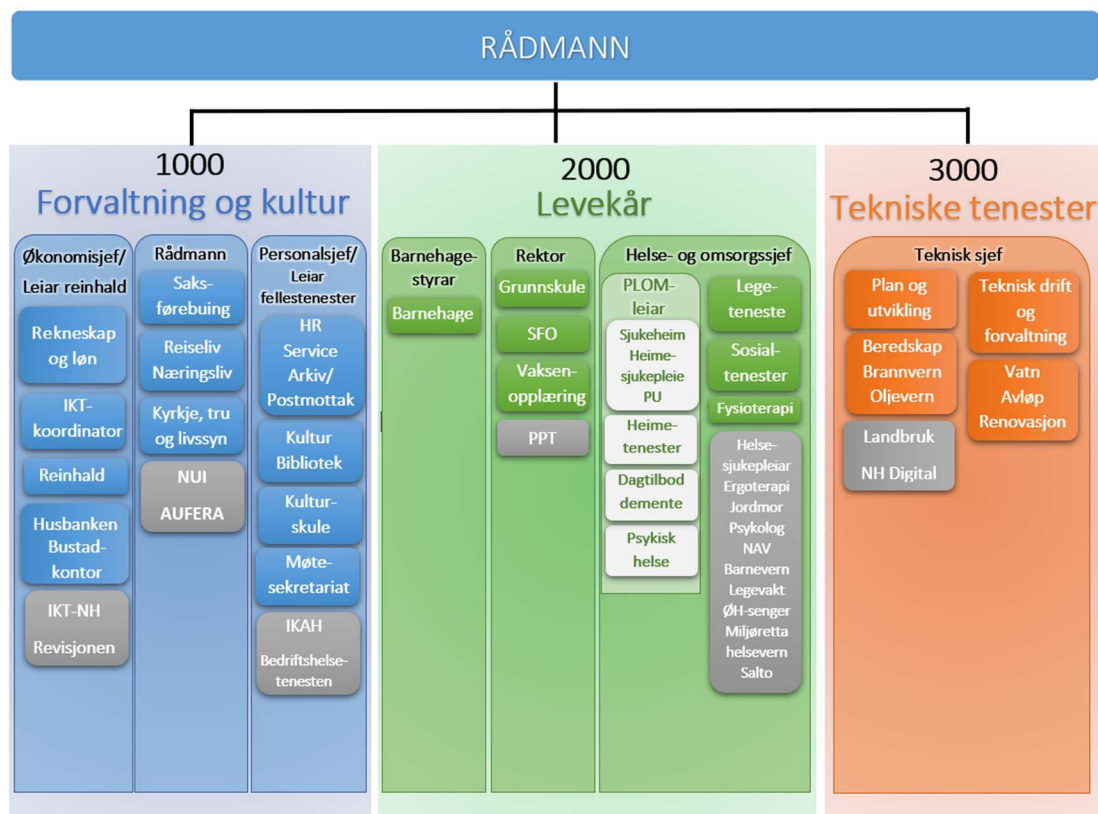 RÅDMANN
1000
Forvaltning og kultur
Økonomisjef/
Leiar reinhald
Rekneskap
og løn
IKT-
koordinator
Reinhald
Husbanken
Bustad-
kontor
IKT-NH
Revisjonen
Rådmann
Saks-
førebuing
Reiseliv
Næringsliv
Kyrkje, tru
og livssyn
NUI
AUFERA
Personalsjef/
Leiar
fellestenester
HR
Service
Arkiv/
Postmottak
Kultur
Bibliotek
Kultur-
skule
Møte-
sekretariat
IKAH
Bedriftshelse-
tenesten
2000
Levekår
Barnehage-
styrar
Barnehage
Rektor
Grunnskule
SFO
Vaksen-
opplæring
PPT
Helse- og omsorgssjef
PLOM-
leiar
Sjukeheim
Heime-
sjukepleie
PU
Heime-
tenester
Dagtilbod
demente
Psykisk
helse
Lege-
teneste
Sosial-
tenester
Fysioterapi
Helse-
sjukepleiar
Ergoterapi
Jordmor
Psykolog
NAV
Barnevern
Legevakt
ØH-senger
Miljøretta
helsevern
Salto
3000
Tekniske tenester
Teknisk sjef
Plan og
utvikling
Beredskap
Brannvern
Oljevern
Landbruk
NH Digital
Teknisk drift
og
forvaltning
Vatn
Avløp
Renovasjon